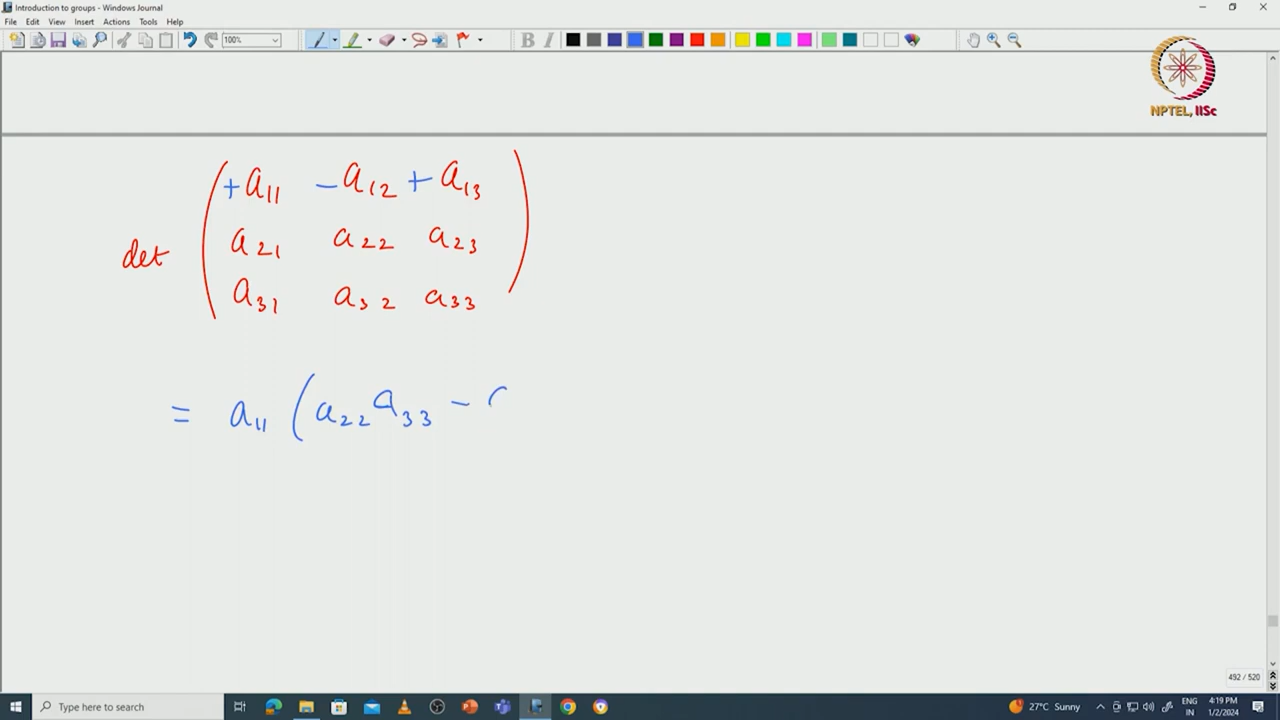 Introduction to groups - Windows Journal
File Edit View Insert Actions Tools Help
100% B I
NPTEL, IISc
+a11 -a12 +a13
det a21 a22 a23
a31 a32 a33
= a11 (a22 a33 -
492 / 520
Type here to search
27°C Sunny ENG IN 4:19 PM 1/2/2024